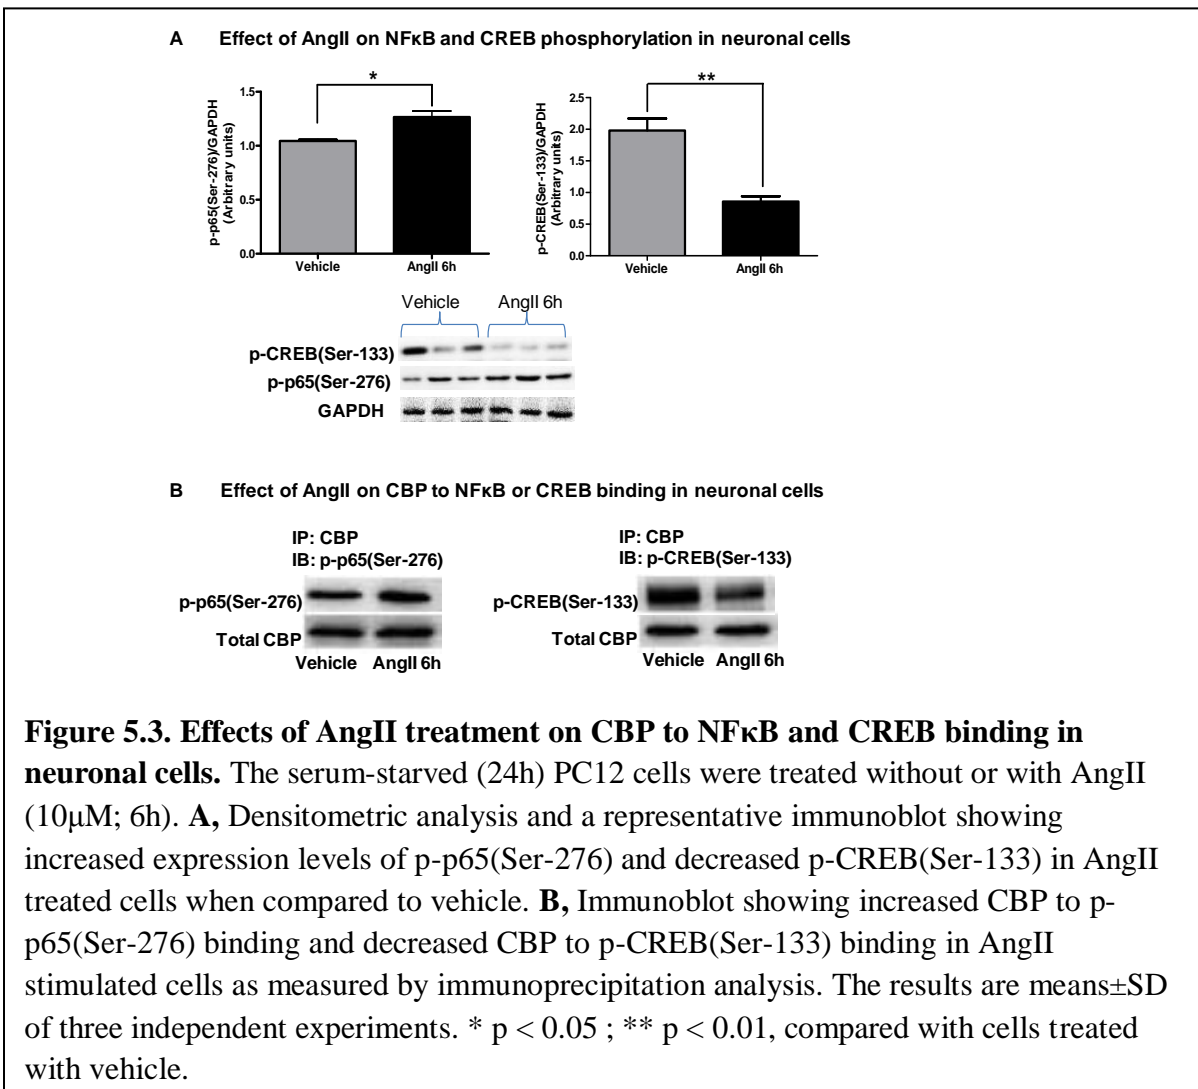 A Effect of AngII on NFκB and CREB phosphorylation in neuronal cells
*
1.5
1.0
0.5
0.0
p-p65(Ser-276)/GAPDH
(Arbitrary units)
Vehicle AngII 6h
**
2.5
2.0
1.5
1.0
0.5
0.0
p-CREB(Ser-133)/GAPDH
(Arbitrary units)
Vehicle AngII 6h
Vehicle AngII 6h
p-CREB(Ser-133)
p-p65(Ser-276)
GAPDH
B Effect of AngII on CBP to NFκB or CREB binding in neuronal cells
IP: CBP
IB: p-p65(Ser-276)
p-p65(Ser-276)
Total CBP
Vehicle AngII 6h
IP: CBP
IB: p-CREB(Ser-133)
p-CREB(Ser-133)
Total CBP
Vehicle AngII 6h
Figure 5.3. Effects of AngII treatment on CBP to NFκB and CREB binding in
neuronal cells. The serum-starved (24h) PC12 cells were treated without or with AngII
(10μM; 6h). A, Densitometric analysis and a representative immunoblot showing
increased expression levels of p-p65(Ser-276) and decreased p-CREB(Ser-133) in AngII
treated cells when compared to vehicle. B, Immunoblot showing increased CBP to p-
p65(Ser-276) binding and decreased CBP to p-CREB(Ser-133) binding in AngII
stimulated cells as measured by immunoprecipitation analysis. The results are means±SD
of three independent experiments. * p < 0.05 ; ** p < 0.01, compared with cells treated
with vehicle.